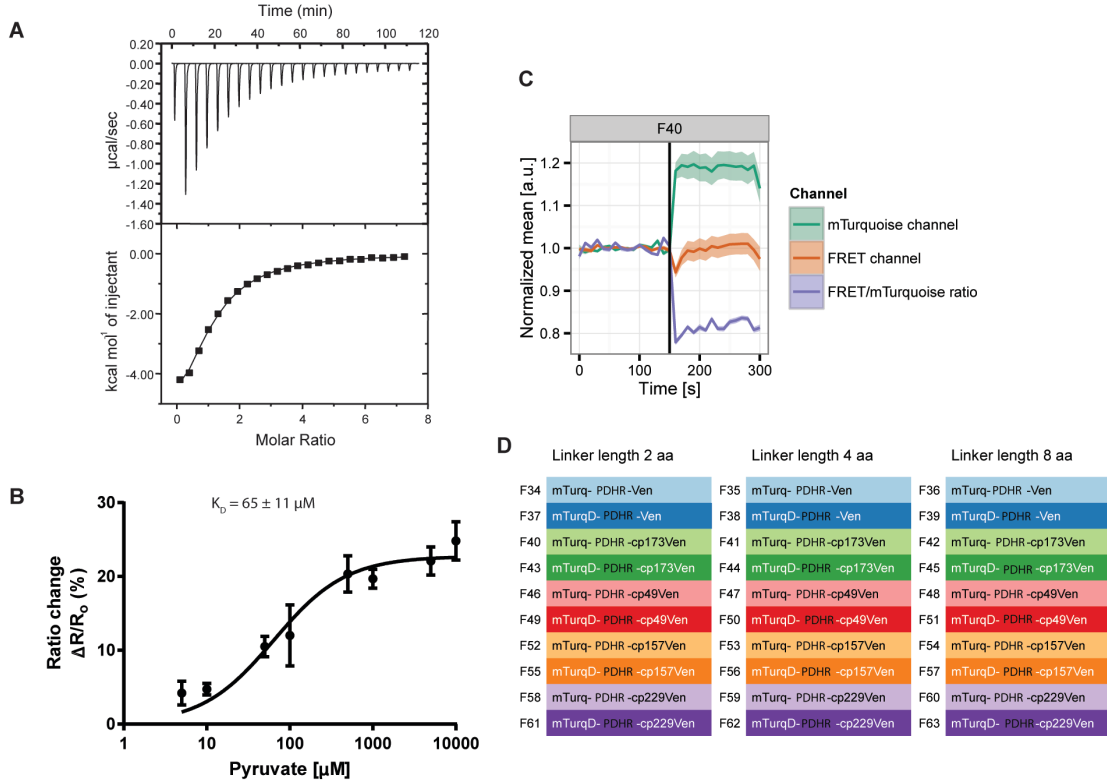 A
Time (min)
0 20 40 60 80 100 120
0.20
0.00
-0.20
-0.40
-0.60
-0.80
-1.00
-1.20
-1.40
-1.60
µcal/sec
0.00
-2.00
-4.00
kcal mol¹ of injectant
0 2 4 6 8
Molar Ratio
B
K_D = 65 ± 11 µM
30
20
10
0
Ratio change
ΔR/R₀ (%)
1 10 100 1000 10000
Pyruvate [µM]
C
F40
1.2
1.1
1.0
0.9
0.8
Normalized mean [a.u.]
0 100 200 300
Time [s]
Channel
mTurquoise channel
FRET channel
FRET/mTurquoise ratio
D
Linker length 2 aa Linker length 4 aa Linker length 8 aa
F34 mTurq- PDHR -Ven F35 mTurq- PDHR -Ven F36 mTurq- PDHR -Ven
F37 mTurqD- PDHR -Ven F38 mTurqD- PDHR -Ven F39 mTurqD- PDHR -Ven
F40 mTurq- PDHR -cp173Ven F41 mTurq- PDHR -cp173Ven F42 mTurq- PDHR -cp173Ven
F43 mTurqD- PDHR -cp173Ven F44 mTurqD- PDHR -cp173Ven F45 mTurqD- PDHR -cp173Ven
F46 mTurq- PDHR -cp49Ven F47 mTurq- PDHR -cp49Ven F48 mTurq- PDHR -cp49Ven
F49 mTurqD- PDHR -cp49Ven F50 mTurqD- PDHR -cp49Ven F51 mTurqD- PDHR -cp49Ven
F52 mTurq- PDHR -cp157Ven F53 mTurq- PDHR -cp157Ven F54 mTurq- PDHR -cp157Ven
F55 mTurqD- PDHR -cp157Ven F56 mTurqD- PDHR -cp157Ven F57 mTurqD- PDHR -cp157Ven
F58 mTurq- PDHR -cp229Ven F59 mTurq- PDHR -cp229Ven F60 mTurq- PDHR -cp229Ven
F61 mTurqD- PDHR -cp229Ven F62 mTurqD- PDHR -cp229Ven F63 mTurqD- PDHR -cp229Ven